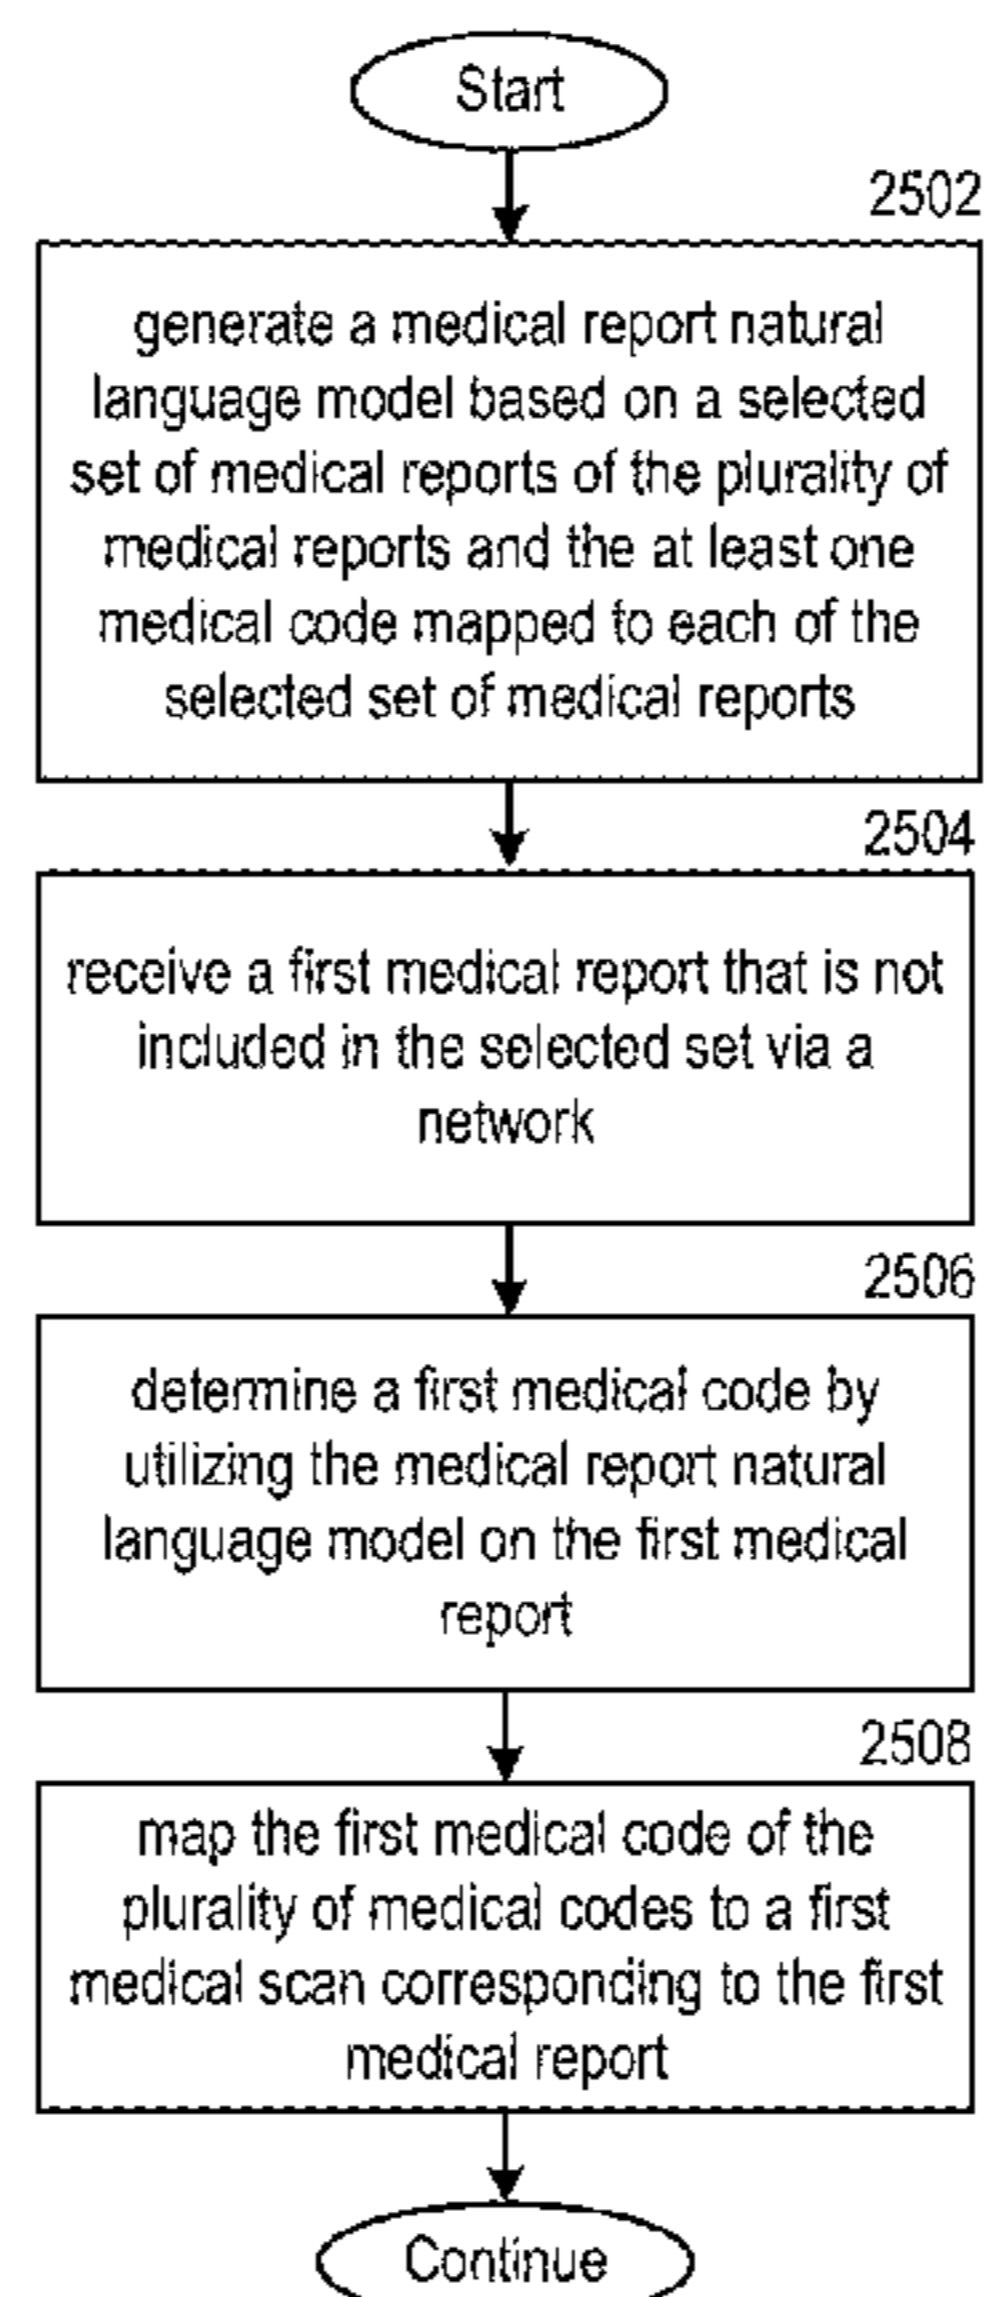 Start
2502
generate a medical report natural
language model based on a selected
set of medical reports of the plurality of
medical reports and the at least one
medical code mapped to each of the
selected set of medical reports
2504
receive a first medical report that is not
included in the selected set via a
network
2506
determine a first medical code by
utilizing the medical report natural
language model on the first medical
report
2508
map the first medical code of the
plurality of medical codes to a first
medical scan corresponding to the first
medical report
Continue